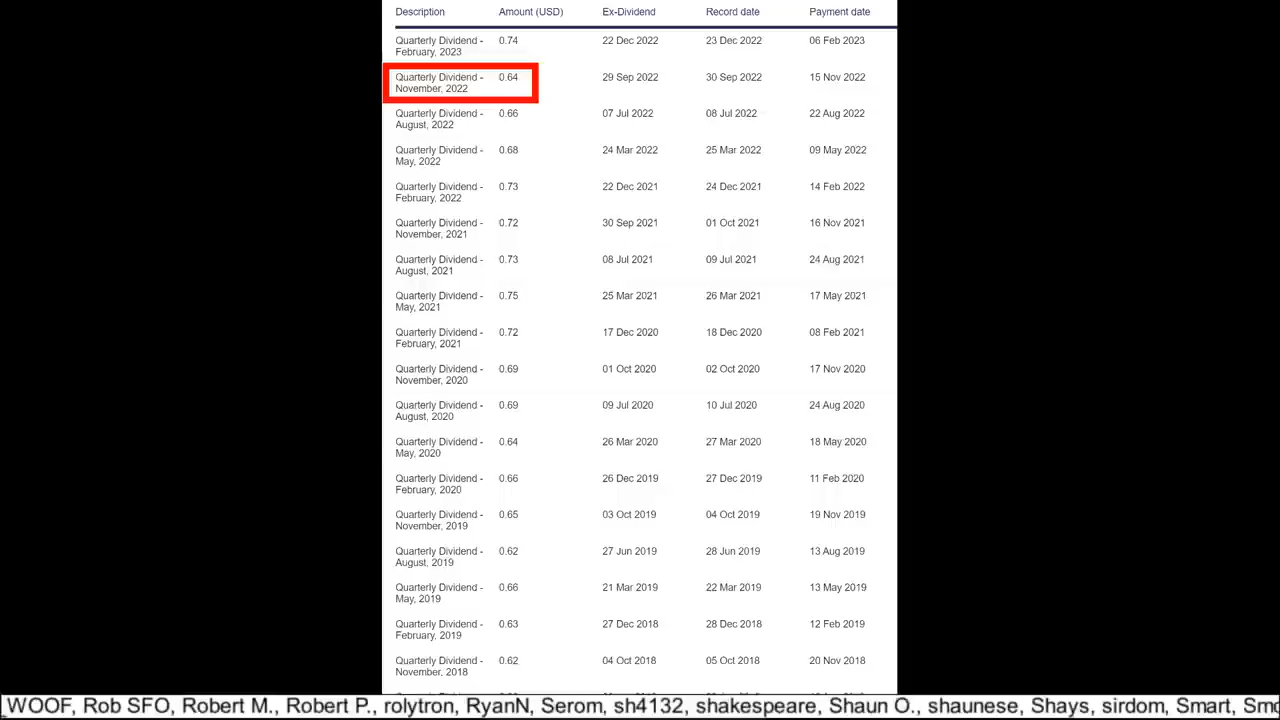 Description Amount (USD) Ex-Dividend Record date Payment date
Quarterly Dividend - 0.74 22 Dec 2022 23 Dec 2022 06 Feb 2023
February, 2023
Quarterly Dividend - 0.64 29 Sep 2022 30 Sep 2022 15 Nov 2022
November, 2022
Quarterly Dividend - 0.66 07 Jul 2022 08 Jul 2022 22 Aug 2022
August, 2022
Quarterly Dividend - 0.68 24 Mar 2022 25 Mar 2022 09 May 2022
May, 2022
Quarterly Dividend - 0.73 22 Dec 2021 24 Dec 2021 14 Feb 2022
February, 2022
Quarterly Dividend - 0.72 30 Sep 2021 01 Oct 2021 16 Nov 2021
November, 2021
Quarterly Dividend - 0.73 08 Jul 2021 09 Jul 2021 24 Aug 2021
August, 2021
Quarterly Dividend - 0.75 25 Mar 2021 26 Mar 2021 17 May 2021
May, 2021
Quarterly Dividend - 0.72 17 Dec 2020 18 Dec 2020 08 Feb 2021
February, 2021
Quarterly Dividend - 0.69 01 Oct 2020 02 Oct 2020 17 Nov 2020
November, 2020
Quarterly Dividend - 0.69 09 Jul 2020 10 Jul 2020 24 Aug 2020
August, 2020
Quarterly Dividend - 0.64 26 Mar 2020 27 Mar 2020 18 May 2020
May, 2020
Quarterly Dividend - 0.66 26 Dec 2019 27 Dec 2019 11 Feb 2020
February, 2020
Quarterly Dividend - 0.65 03 Oct 2019 04 Oct 2019 19 Nov 2019
November, 2019
Quarterly Dividend - 0.62 27 Jun 2019 28 Jun 2019 13 Aug 2019
August, 2019
Quarterly Dividend - 0.66 21 Mar 2019 22 Mar 2019 13 May 2019
May, 2019
Quarterly Dividend - 0.63 27 Dec 2018 28 Dec 2018 12 Feb 2019
February, 2019
Quarterly Dividend - 0.62 04 Oct 2018 05 Oct 2018 20 Nov 2018
November, 2018
WOOF, Rob SFO, Robert M., Robert P., rolytron, RyanN, Serom, sh4132, shakespeare, Shaun O., shaunese, Shays, sirdom, Smart,